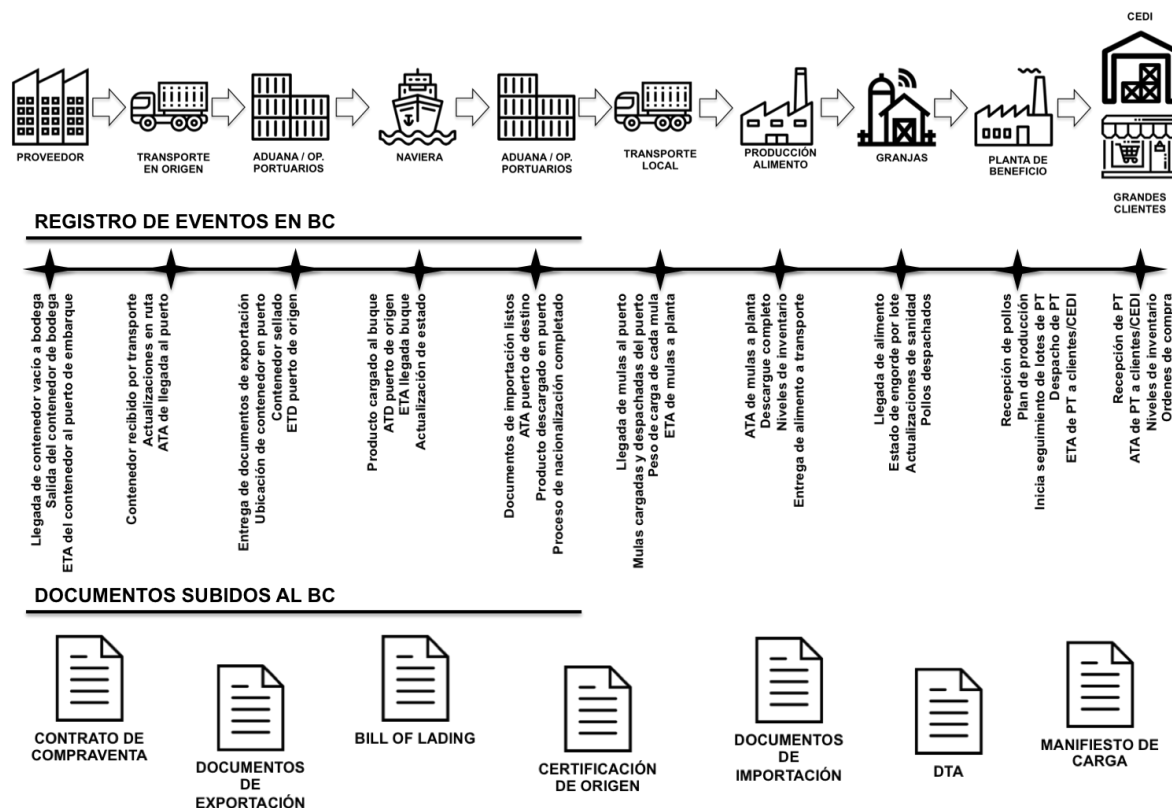 CEDI
PROVEEDOR
TRANSPORTE
EN ORIGEN
ADUANA / OP.
PORTUARIOS
NAVIERA
ADUANA / OP.
PORTUARIOS
TRANSPORTE
LOCAL
PRODUCCIÓN
ALIMENTO
GRANJAS
PLANTA DE
BENEFICIO
GRANDES
CLIENTES
REGISTRO DE EVENTOS EN BC
Llegada de contenedor vacío a bodega
Salida del contenedor de bodega
ETA del contenedor al puerto de embarque
Contenedor recibido por transporte
Actualizaciones en ruta
ATA de llegada al puerto
Entrega de documentos de exportación
Ubicación de contenedor en puerto
Contenedor sellado
ETD puerto de origen
Producto cargado al buque
ATD puerto de origen
ETA llegada buque
Actualización de estado
Documentos de importación listos
ATA puerto de destino
Producto descargado en puerto
Proceso de nacionalización completado
Llegada de mulas al puerto
Mulas cargadas y despachadas del puerto
Peso de carga de cada mula
ETA de mulas a planta
ATA de mulas a planta
Descargue completo
Niveles de inventario
Entrega de alimento a transporte
Llegada de alimento
Estado de engorde por lote
Actualizaciones de sanidad
Pollos despachados
Recepción de pollos
Plan de producción
Inicia seguimiento de lotes de PT
Despacho de PT
ETA de PT a clientes/CEDI
Recepción de PT
ATA de PT a clientes/CEDI
Niveles de inventario
Ordenes de compra
DOCUMENTOS SUBIDOS AL BC
CONTRATO DE
COMPRAVENTA
DOCUMENTOS
DE
EXPORTACIÓN
BILL OF LADING
CERTIFICACIÓN
DE ORIGEN
DOCUMENTOS
DE
IMPORTACIÓN
DTA
MANIFIESTO DE
CARGA